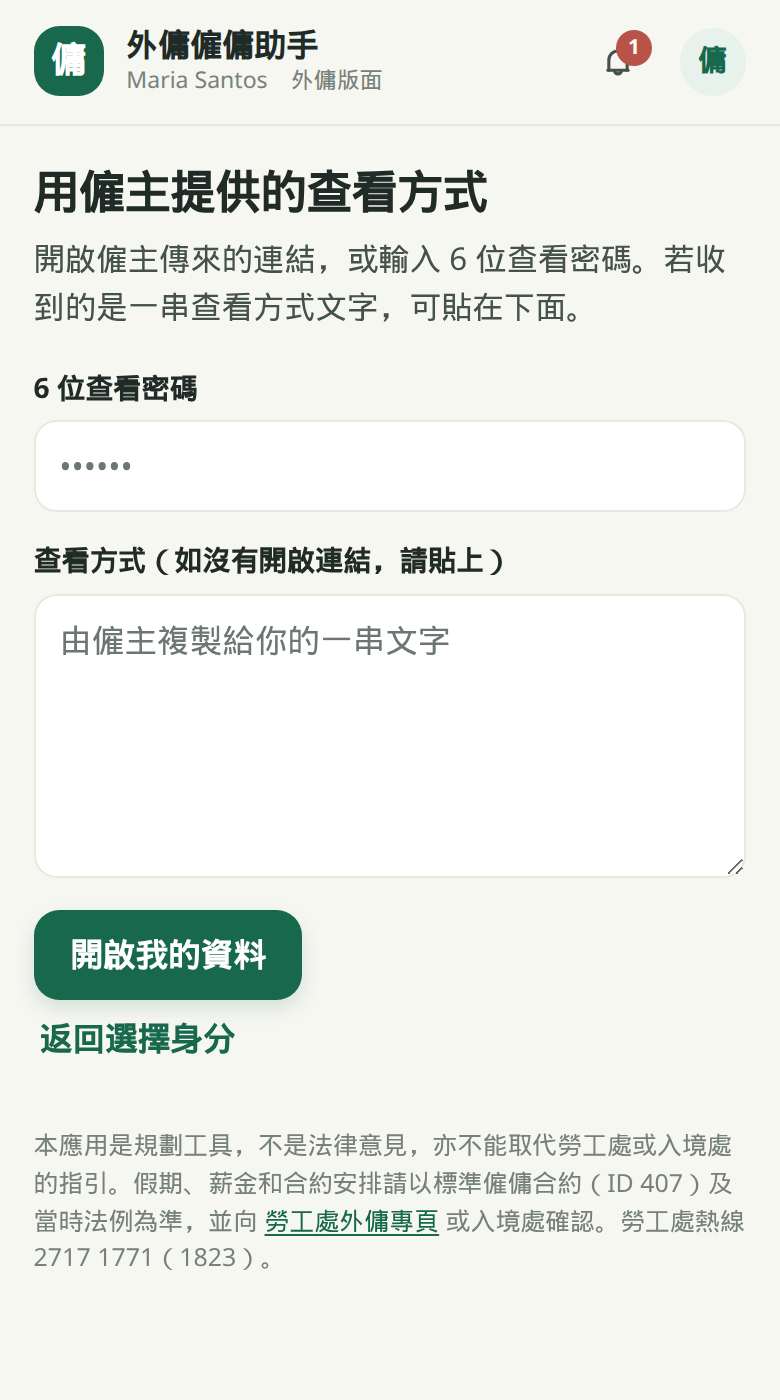 傭
外傭僱傭助手
Maria Santos 外傭版面
1
傭
用僱主提供的查看方式
開啟僱主傳來的連結，或輸入 6 位查看密碼。若收
到的是一串查看方式文字，可貼在下面。
6 位查看密碼
••••••
查看方式（如沒有開啟連結，請貼上）
由僱主複製給你的一串文字
開啟我的資料
返回選擇身分
本應用是規劃工具，不是法律意見，亦不能取代勞工處或入境處
的指引。假期、薪金和合約安排請以標準僱傭合約（ID 407）及
當時法例為準，並向 勞工處外傭專頁 或入境處確認。勞工處熱線
2717 1771（1823）。